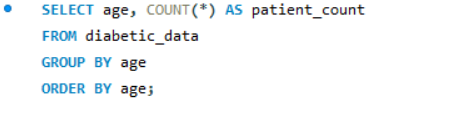 SELECT age, COUNT(*) AS patient_count
FROM diabetic_data
GROUP BY age
ORDER BY age;